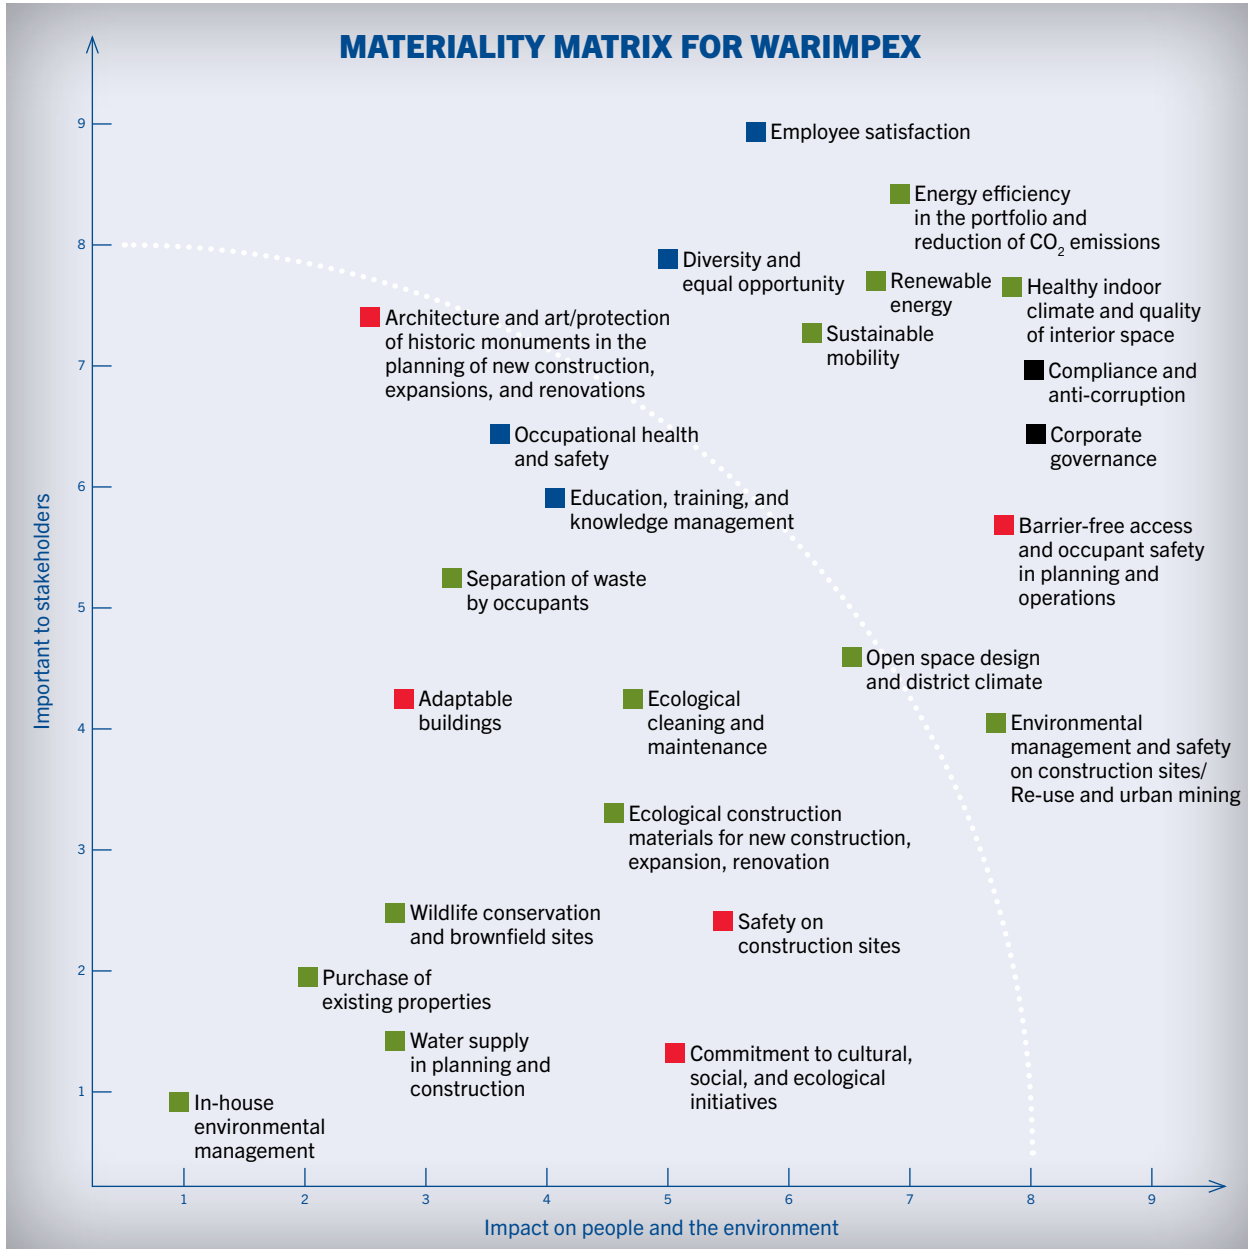 MATERIALITY MATRIX FOR WARIMPEX
9
Employee satisfaction
Energy efficiency
in the portfolio and
reduction of CO2 emissions
8
Diversity and
equal opportunity
Renewable
energy
Healthy indoor
climate and quality
of interior space
Architecture and art/protection
of historic monuments in the
planning of new construction,
expansions, and renovations
Sustainable
mobility
7
Compliance and
anti-corruption
Occupational health
and safety
Corporate
governance
6
Education, training, and
knowledge management
Barrier-free access
and occupant safety
in planning and
operations
Separation of waste
by occupants
5
Open space design
and district climate
Adaptable
buildings
Ecological
cleaning and
maintenance
4
Environmental
management and safety
on construction sites/
Re-use and urban mining
Ecological construction
materials for new construction,
expansion, renovation
3
Wildlife conservation
and brownfield sites
Safety on
construction sites
2
Purchase of
existing properties
Water supply
in planning and
construction
Commitment to cultural,
social, and ecological
initiatives
1
In-house
environmental
management
Important to stakeholders
1 2 3 4 5 6 7 8 9
Impact on people and the environment